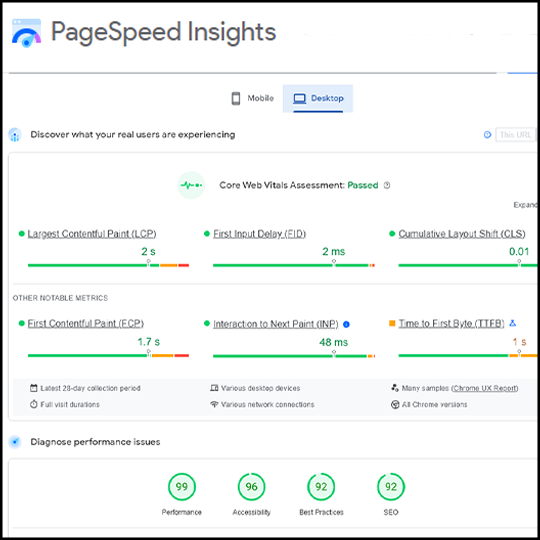 PageSpeed Insights
Mobile Desktop
Discover what your real users are experiencing This URL
Core Web Vitals Assessment: Passed
Expand
Largest Contentful Paint (LCP) First Input Delay (FID) Cumulative Layout Shift (CLS)
2 s 2 ms 0.01
OTHER NOTABLE METRICS
First Contentful Paint (FCP) Interaction to Next Paint (INP) Time to First Byte (TTFB)
1.7 s 48 ms 1 s
Latest 28-day collection period Various desktop devices Many samples (Chrome UX Report)
Full visit durations Various network connections All Chrome versions
Diagnose performance issues
99 96 92 92
Performance Accessibility Best Practices SEO